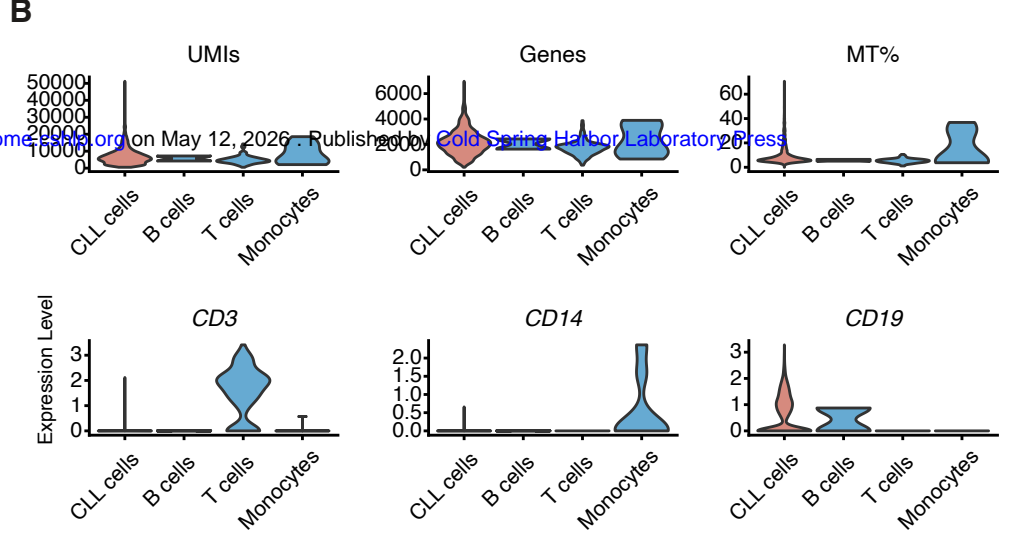 B
UMIs Genes MT%
50000
40000
30000
20000
10000
0
6000
4000
2000
0
60
40
20
0
ome.cshlp.org on May 12, 2026 . Published by Cold Spring Harbor Laboratory Press
CLL cells B cells T cells Monocytes
CLL cells B cells T cells Monocytes
CLL cells B cells T cells Monocytes
Expression Level
CD3 CD14 CD19
3
2
1
0
2.0
1.5
1.0
0.5
0.0
3
2
1
0
CLL cells B cells T cells Monocytes
CLL cells B cells T cells Monocytes
CLL cells B cells T cells Monocytes